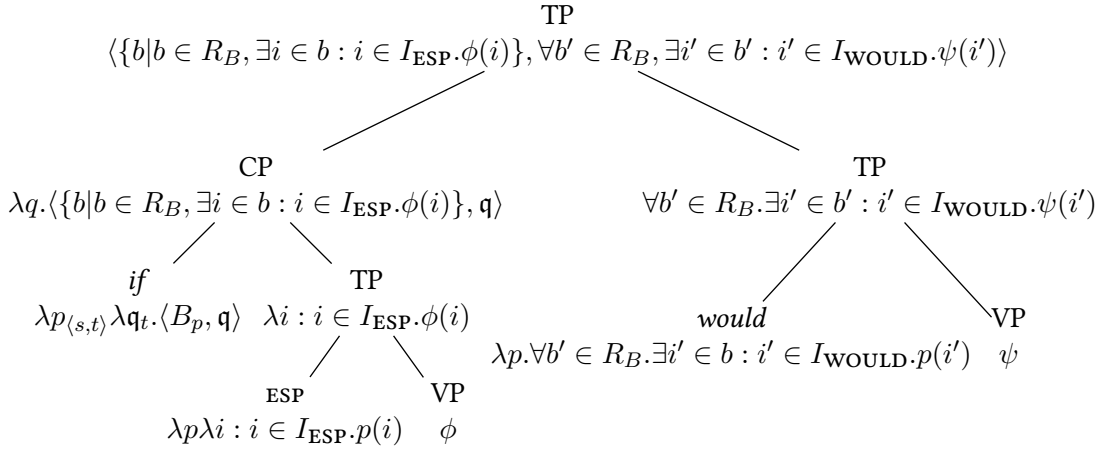 TP
⟨{b|b ∈ R_B, ∃i ∈ b : i ∈ I_ESP.ϕ(i)}, ∀b′ ∈ R_B, ∃i′ ∈ b′ : i′ ∈ I_WOULD.ψ(i′)⟩
CP TP
λq.⟨{b|b ∈ R_B, ∃i ∈ b : i ∈ I_ESP.ϕ(i)}, 𝔮⟩ ∀b′ ∈ R_B.∃i′ ∈ b′ : i′ ∈ I_WOULD.ψ(i′)
if TP
λp_⟨s,t⟩λ𝔮_t.⟨B_p, 𝔮⟩ λi : i ∈ I_ESP.ϕ(i)
would VP
λp.∀b′ ∈ R_B.∃i′ ∈ b : i′ ∈ I_WOULD.p(i′) ψ
ESP VP
λpλi : i ∈ I_ESP.p(i) ϕ